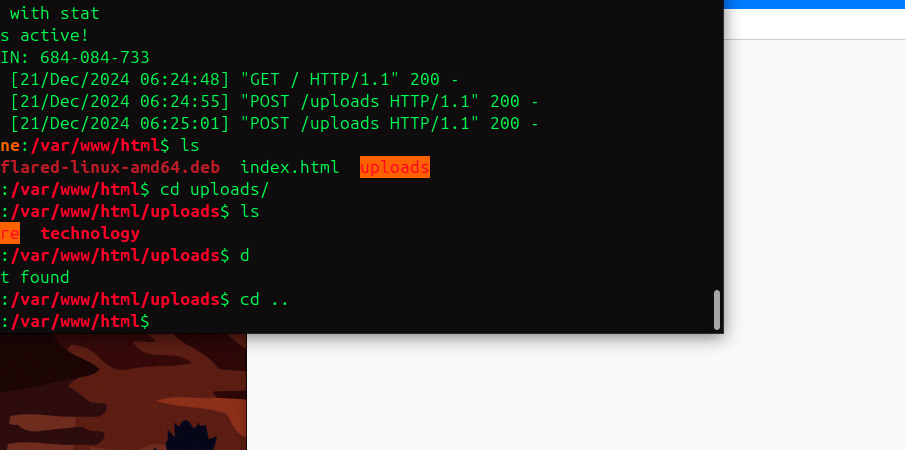 with stat
s active!
IN: 684-084-733
[21/Dec/2024 06:24:48] "GET / HTTP/1.1" 200 -
[21/Dec/2024 06:24:55] "POST /uploads HTTP/1.1" 200 -
[21/Dec/2024 06:25:01] "POST /uploads HTTP/1.1" 200 -
ne:/var/www/html$ ls
flared-linux-amd64.deb index.html uploads
:/var/www/html$ cd uploads/
:/var/www/html/uploads$ ls
re technology
:/var/www/html/uploads$ d
t found
:/var/www/html/uploads$ cd ..
:/var/www/html$